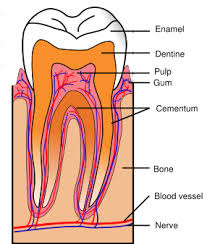 Enamel
Dentine
Pulp
Gum
Cementum
Bone
Blood vessel
Nerve